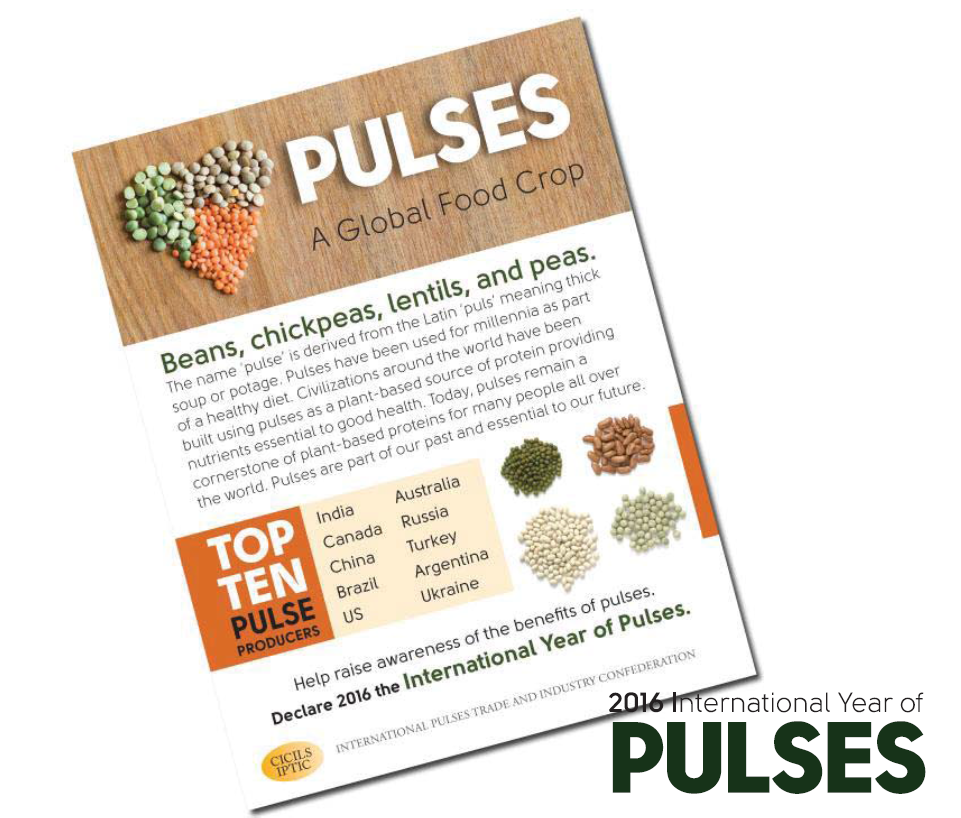 PULSES
A Global Food Crop
Beans, chickpeas, lentils, and peas.
The name 'pulse' is derived from the Latin 'puls' meaning thick
soup or potage. Pulses have been used for millennia as part
of a healthy diet. Civilizations around the world have been
built using pulses as a plant-based source of protein providing
nutrients essential to good health. Today, pulses remain a
cornerstone of plant-based proteins for many people all over
the world. Pulses are part of our past and essential to our future.
TOP
TEN
PULSE
PRODUCERS
India
Canada
China
Brazil
US
Australia
Russia
Turkey
Argentina
Ukraine
Help raise awareness of the benefits of pulses.
Declare 2016 the International Year of Pulses.
CICILS
IPTIC
INTERNATIONAL PULSES TRADE AND INDUSTRY CONFEDERATION
2016 International Year of
PULSES